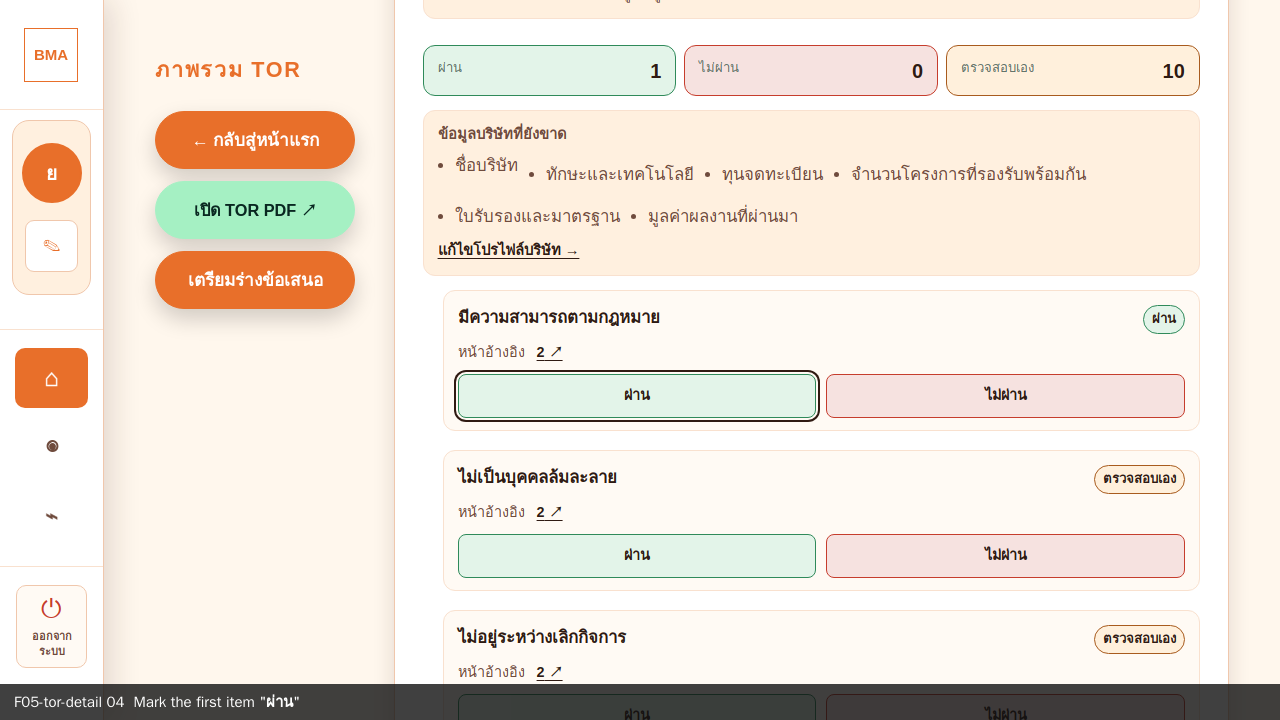 BMA
ย
ออกจาก
ระบบ
ภาพรวม TOR
← กลับสู่หน้าแรก
เปิด TOR PDF ↗
เตรียมร่างข้อเสนอ
ผ่าน 1
ไม่ผ่าน 0
ตรวจสอบเอง 10
ข้อมูลบริษัทที่ยังขาด
• ชื่อบริษัท • ทักษะและเทคโนโลยี • ทุนจดทะเบียน • จำนวนโครงการที่รองรับพร้อมกัน
• ใบรับรองและมาตรฐาน • มูลค่าผลงานที่ผ่านมา
แก้ไขโปรไฟล์บริษัท →
มีความสามารถตามกฎหมาย ผ่าน
หน้าอ้างอิง 2 ↗
ผ่าน ไม่ผ่าน
ไม่เป็นบุคคลล้มละลาย ตรวจสอบเอง
หน้าอ้างอิง 2 ↗
ผ่าน ไม่ผ่าน
ไม่อยู่ระหว่างเลิกกิจการ ตรวจสอบเอง
หน้าอ้างอิง 2 ↗
ผ่าน ไม่ผ่าน
F05-tor-detail 04 Mark the first item "ผ่าน"